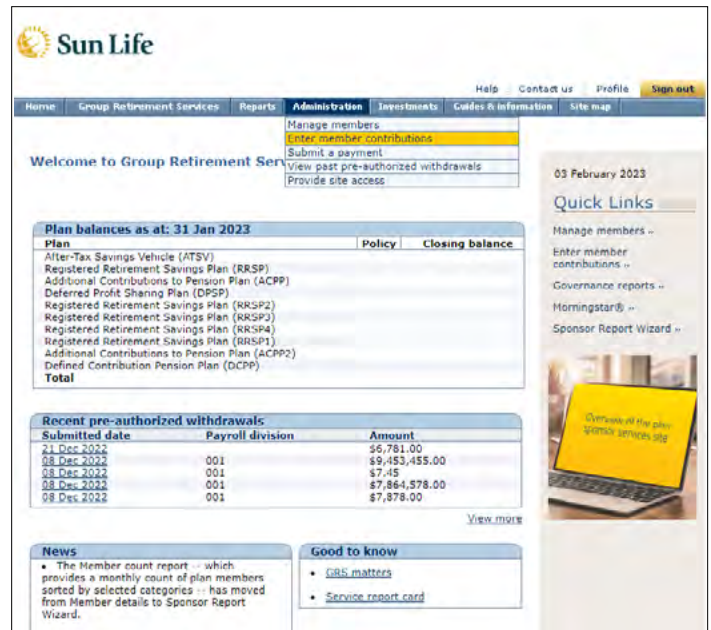 Sun Life
Help Contact us Profile Sign out
Home Group Retirement Services Reports Administration Investments Guides & information Site map
Manage members
Enter member contributions
Submit a payment
View past pre-authorized withdrawals
Provide site access
Welcome to Group Retirement Serv
03 February 2023
Quick Links
Manage members »
Enter member
contributions »
Governance reports »
Morningstar® »
Sponsor Report Wizard »
Overview of the plan
sponsor services site
Plan balances as at: 31 Jan 2023
Plan Policy Closing balance
After-Tax Savings Vehicle (ATSV)
Registered Retirement Savings Plan (RRSP)
Additional Contributions to Pension Plan (ACPP)
Deferred Profit Sharing Plan (DPSP)
Registered Retirement Savings Plan (RRSP2)
Registered Retirement Savings Plan (RRSP3)
Registered Retirement Savings Plan (RRSP4)
Registered Retirement Savings Plan (RRSP1)
Additional Contributions to Pension Plan (ACPP2)
Defined Contribution Pension Plan (DCPP)
Total
Recent pre-authorized withdrawals
Submitted date Payroll division Amount
21 Dec 2022 $6,781.00
08 Dec 2022 001 $9,453,455.00
08 Dec 2022 001 $7.45
08 Dec 2022 001 $7,864,578.00
08 Dec 2022 001 $7,878.00
View more
News
• The Member count report -- which
provides a monthly count of plan members
sorted by selected categories -- has moved
from Member details to Sponsor Report
Wizard.
Good to know
• GRS matters
• Service report card